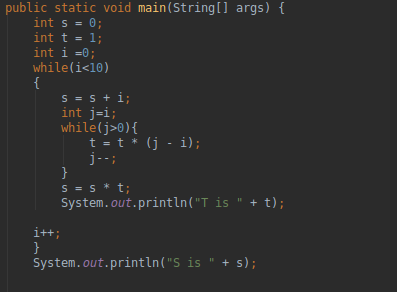 public static void main(String[] args) {
int s = 0;
int t = 1;
int i =0;
while(i<10)
{
s = s + i;
int j=i;
while(j>0){
t = t * (j - i);
j--;
}
s = s * t;
System.out.println("T is " + t);
i++;
}
System.out.println("S is " + s);